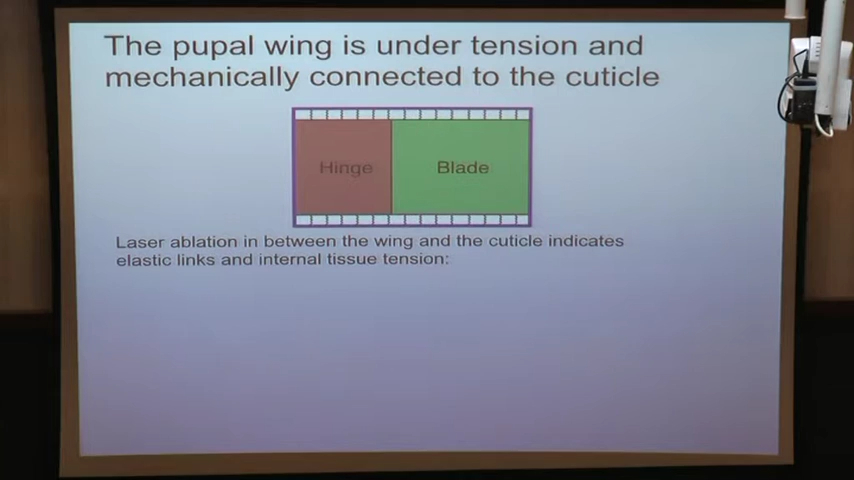 The pupal wing is under tension and
mechanically connected to the cuticle
Hinge
Blade
Laser ablation in between the wing and the cuticle indicates
elastic links and internal tissue tension: